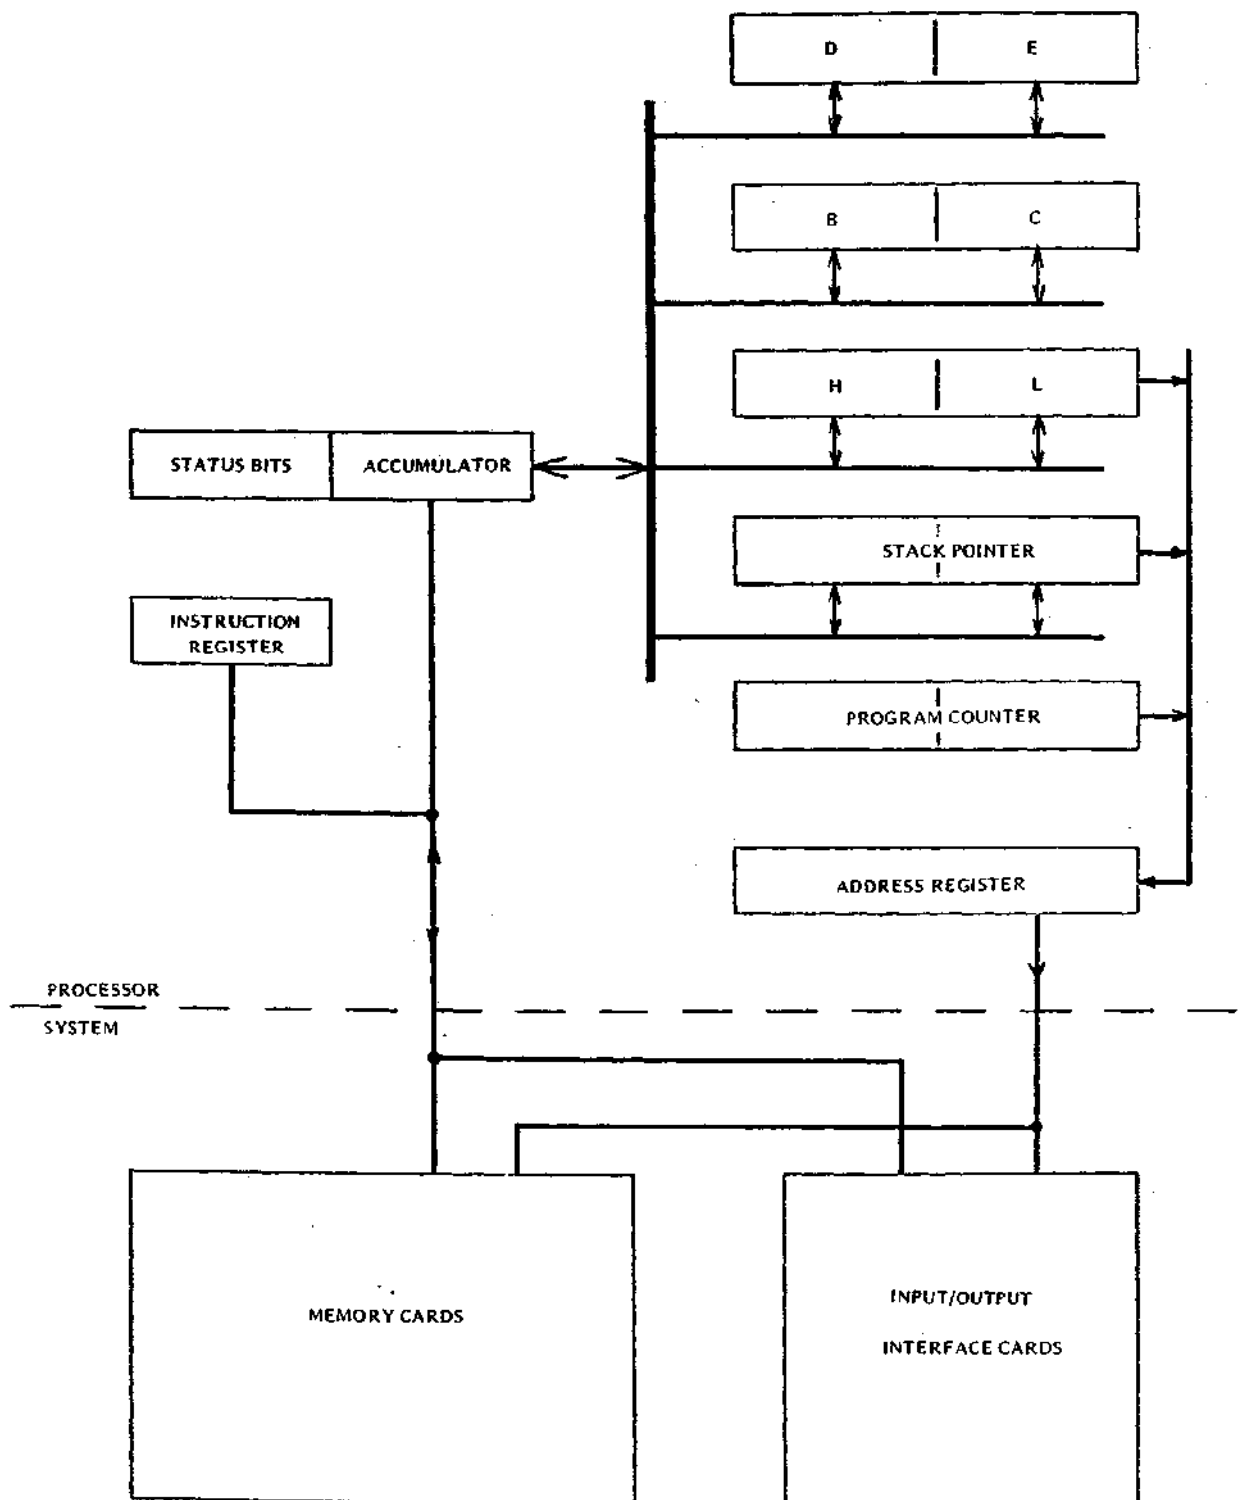 D E
B C
H L
STATUS BITS ACCUMULATOR
STACK POINTER
INSTRUCTION
REGISTER
PROGRAM COUNTER
ADDRESS REGISTER
PROCESSOR
SYSTEM
MEMORY CARDS
INPUT/OUTPUT
INTERFACE CARDS